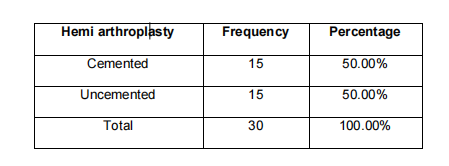 Hemi arthroplasty Frequency Percentage
Cemented 15 50.00%
Uncemented 15 50.00%
Total 30 100.00%